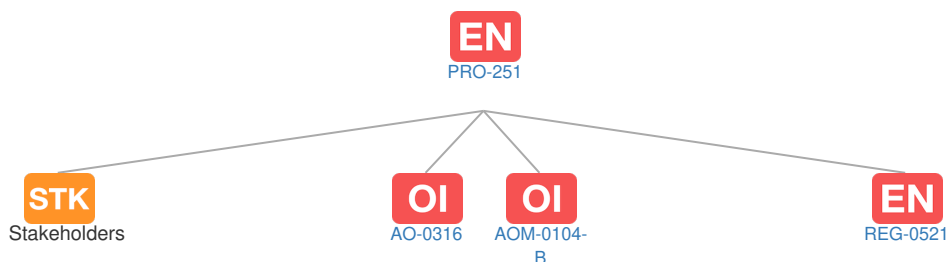 EN
PRO-251
STK
Stakeholders
OI
AO-0316
OI
AOM-0104-
B
EN
REG-0521